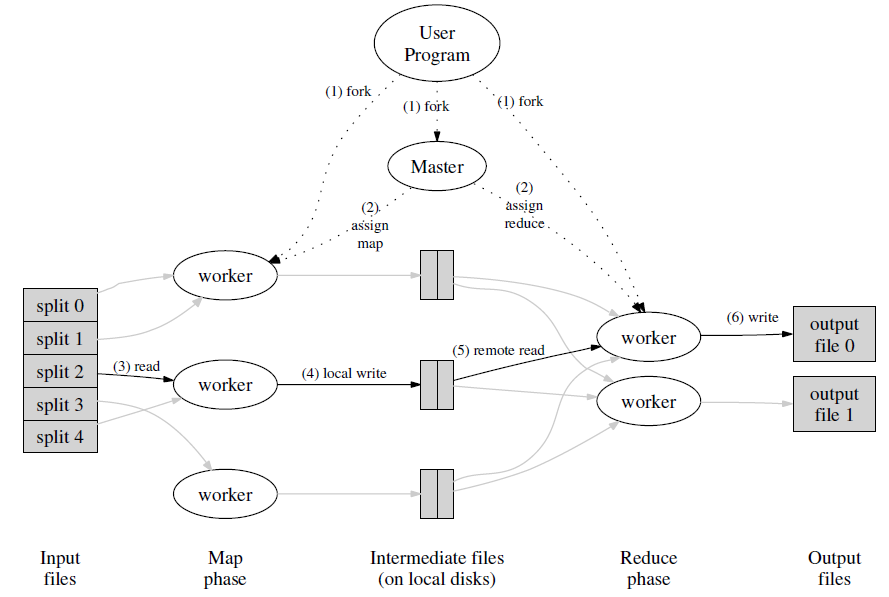 User
Program
(1) fork
(1) fork
(1) fork
Master
(2)
assign
map
(2)
assign
reduce
worker
split 0
split 1
split 2
split 3
split 4
(3) read
worker
(4) local write
(5) remote read
worker
worker
worker
(6) write
output
file 0
output
file 1
Input
files
Map
phase
Intermediate files
(on local disks)
Reduce
phase
Output
files